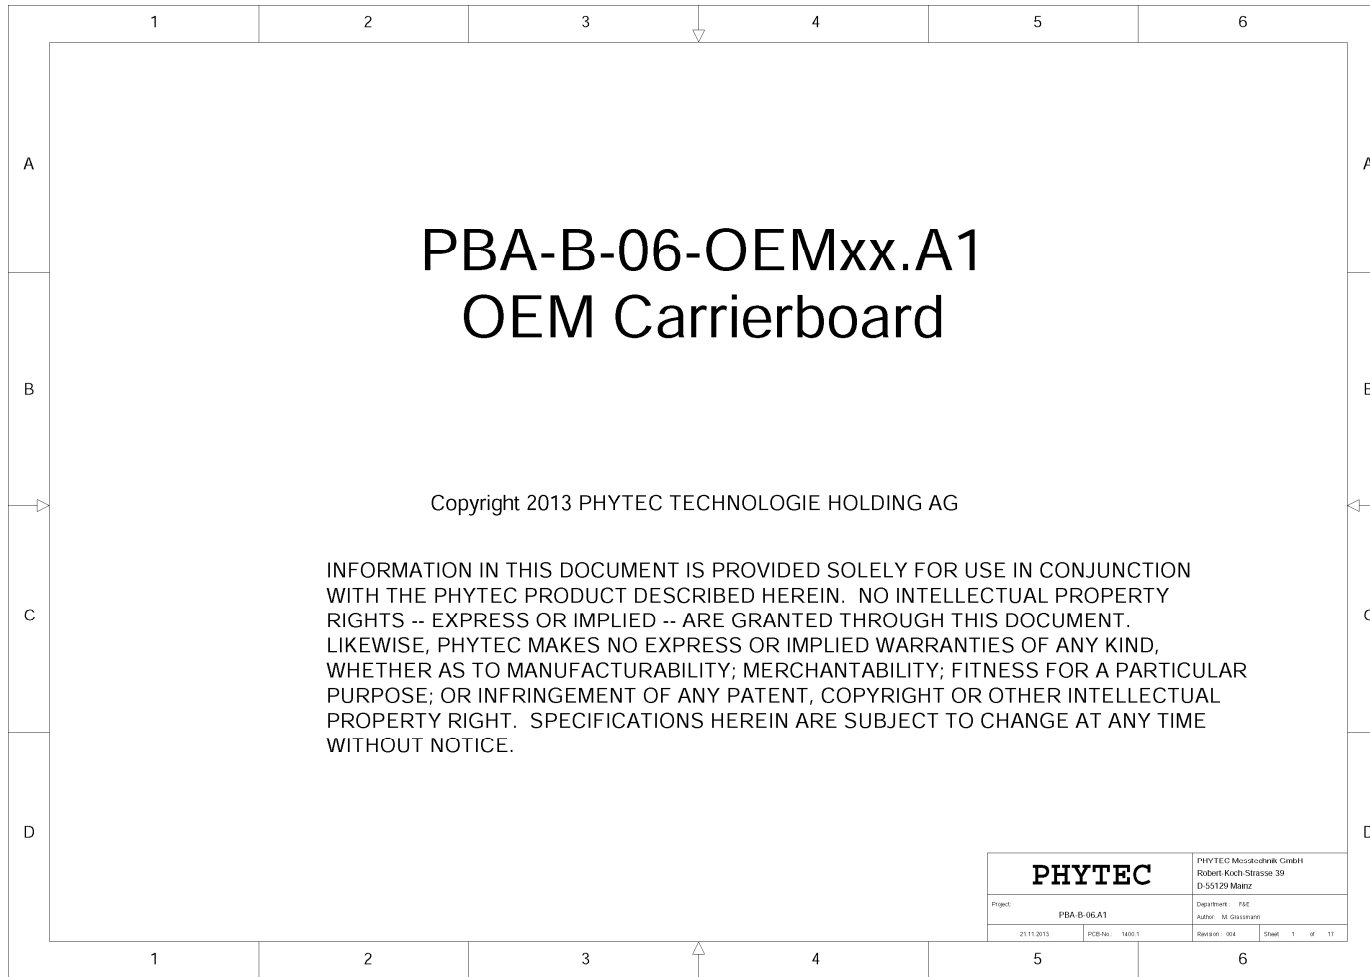 1 2 3 4 5 6
A A
PBA-B-06-OEMxx.A1
OEM Carrierboard
B B
Copyright 2013 PHYTEC TECHNOLOGIE HOLDING AG
INFORMATION IN THIS DOCUMENT IS PROVIDED SOLELY FOR USE IN CONJUNCTION
WITH THE PHYTEC PRODUCT DESCRIBED HEREIN.  NO INTELLECTUAL PROPERTY
RIGHTS -- EXPRESS OR IMPLIED -- ARE GRANTED THROUGH THIS DOCUMENT.
C C
LIKEWISE, PHYTEC MAKES NO EXPRESS OR IMPLIED WARRANTIES OF ANY KIND,
WHETHER AS TO MANUFACTURABILITY; MERCHANTABILITY; FITNESS FOR A PARTICULAR
PURPOSE; OR INFRINGEMENT OF ANY PATENT, COPYRIGHT OR OTHER INTELLECTUAL
PROPERTY RIGHT.  SPECIFICATIONS HEREIN ARE SUBJECT TO CHANGE AT ANY TIME
WITHOUT NOTICE.
D D
PHYTEC
PHYTEC Messtechnik GmbH
Robert-Koch-Strasse 39
D-55129 Mainz
Project:
PBA-B-06.A1
Department : F&E
Author: M. Grassmann
21.11.2013 PCB-No.: 1400.1 Revision : 004 Sheet 1 of 17
1 2 3 4 5 6